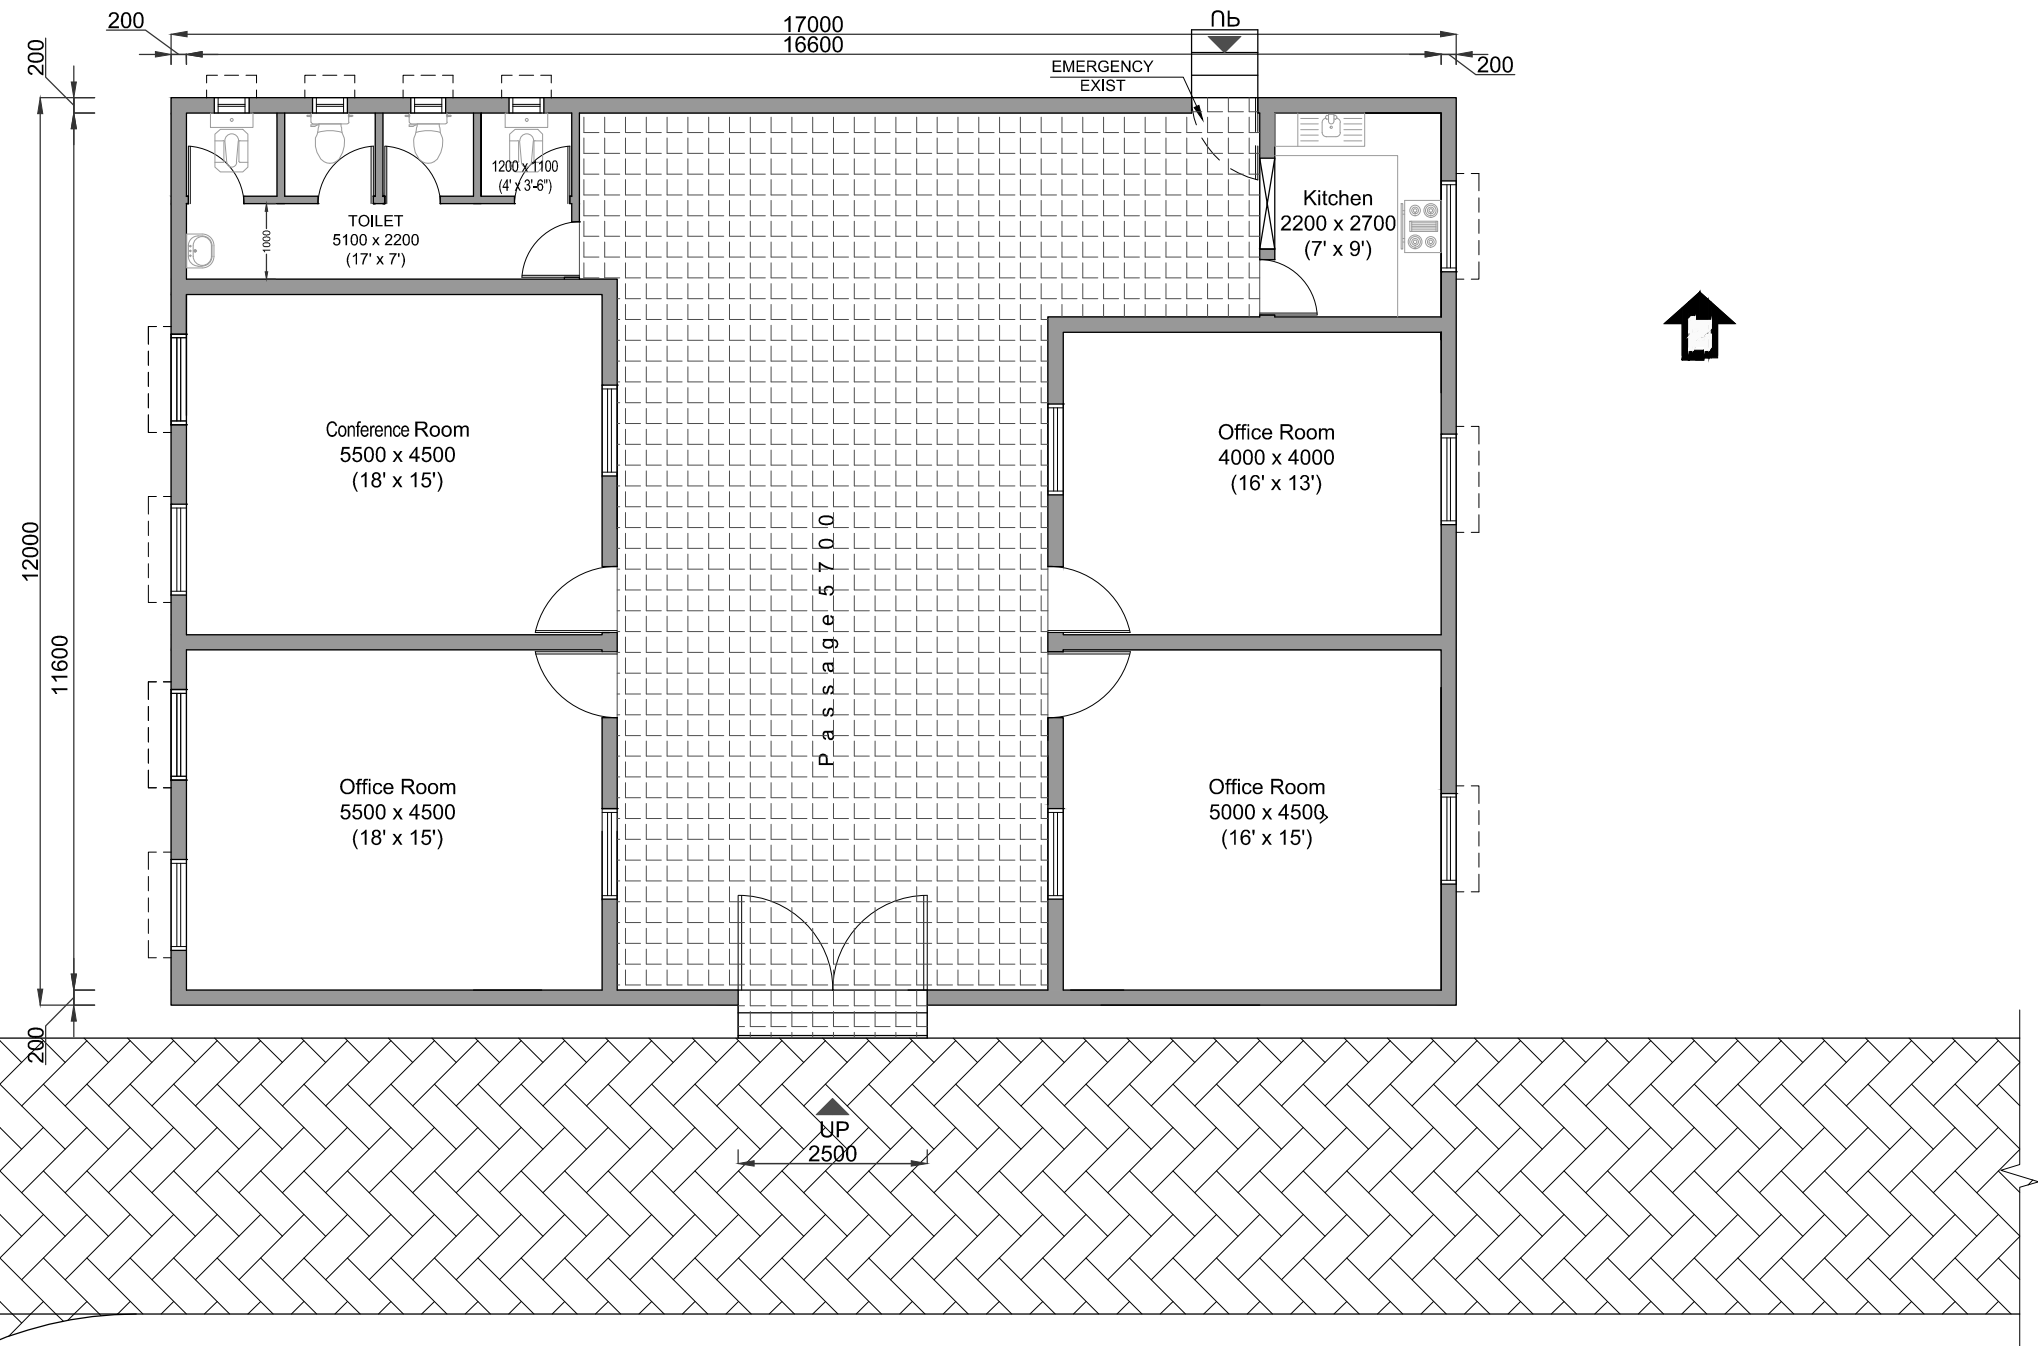 200
17000
16600
UP
200
200
EMERGENCY
EXIST
1200 x 1100
(4' x 3'-6")
TOILET
5100 x 2200
(17' x 7')
1000
Kitchen
2200 x 2700
(7' x 9')
Conference Room
5500 x 4500
(18' x 15')
Office Room
4000 x 4000
(16' x 13')
12000
11600
Passage 5700
Office Room
5500 x 4500
(18' x 15')
Office Room
5000 x 4500
(16' x 15')
200
UP
2500